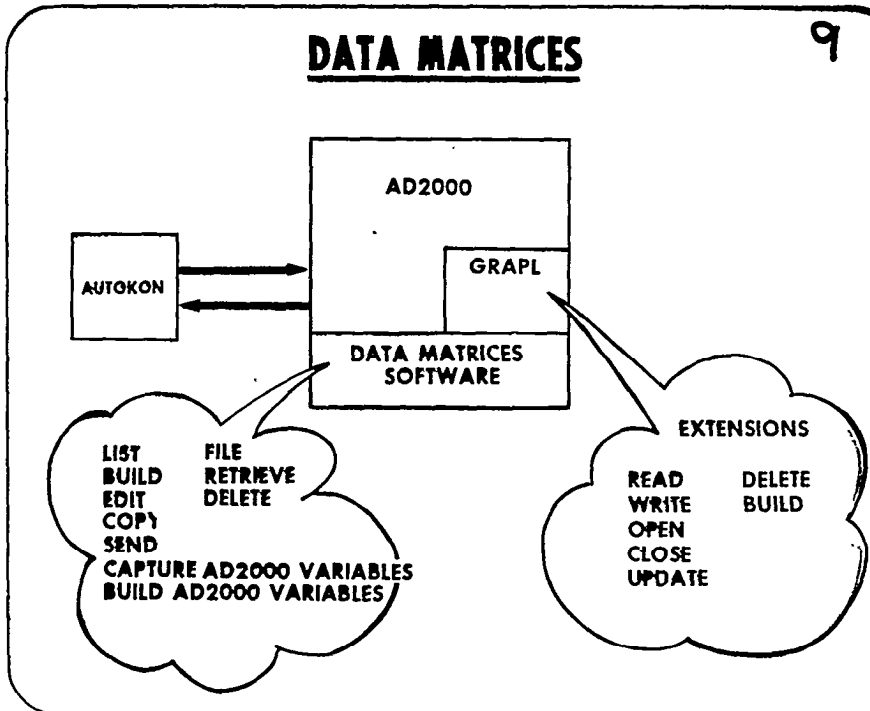 9
DATA MATRICES
AD2000
GRAPL
AUTOKON
DATA MATRICES
SOFTWARE
LIST FILE
BUILD RETRIEVE
EDIT DELETE
COPY
SEND
CAPTURE AD2000 VARIABLES
BUILD AD2000 VARIABLES
EXTENSIONS
READ DELETE
WRITE BUILD
OPEN
CLOSE
UPDATE